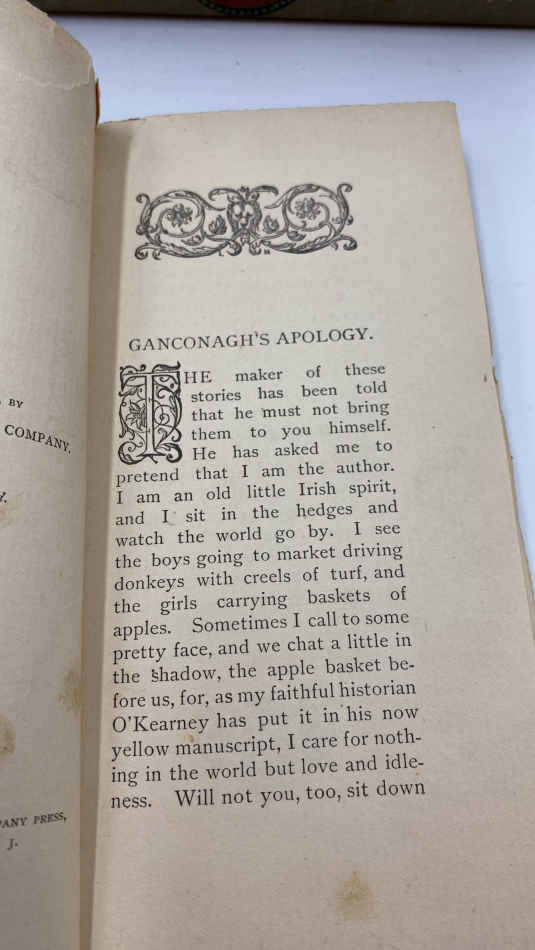 BY
COMPANY.
COMPANY PRESS,
J.
GANCONAGH'S APOLOGY.
THE maker of these
stories has been told
that he must not bring
them to you himself.
He has asked me to
pretend that I am the author.
I am an old little Irish spirit,
and I sit in the hedges and
watch the world go by. I see
the boys going to market driving
donkeys with creels of turf, and
the girls carrying baskets of
apples. Sometimes I call to some
pretty face, and we chat a little in
the shadow, the apple basket be-
fore us, for, as my faithful historian
O'Kearney has put it in his now
yellow manuscript, I care for noth-
ing in the world but love and idle-
ness. Will not you, too, sit down